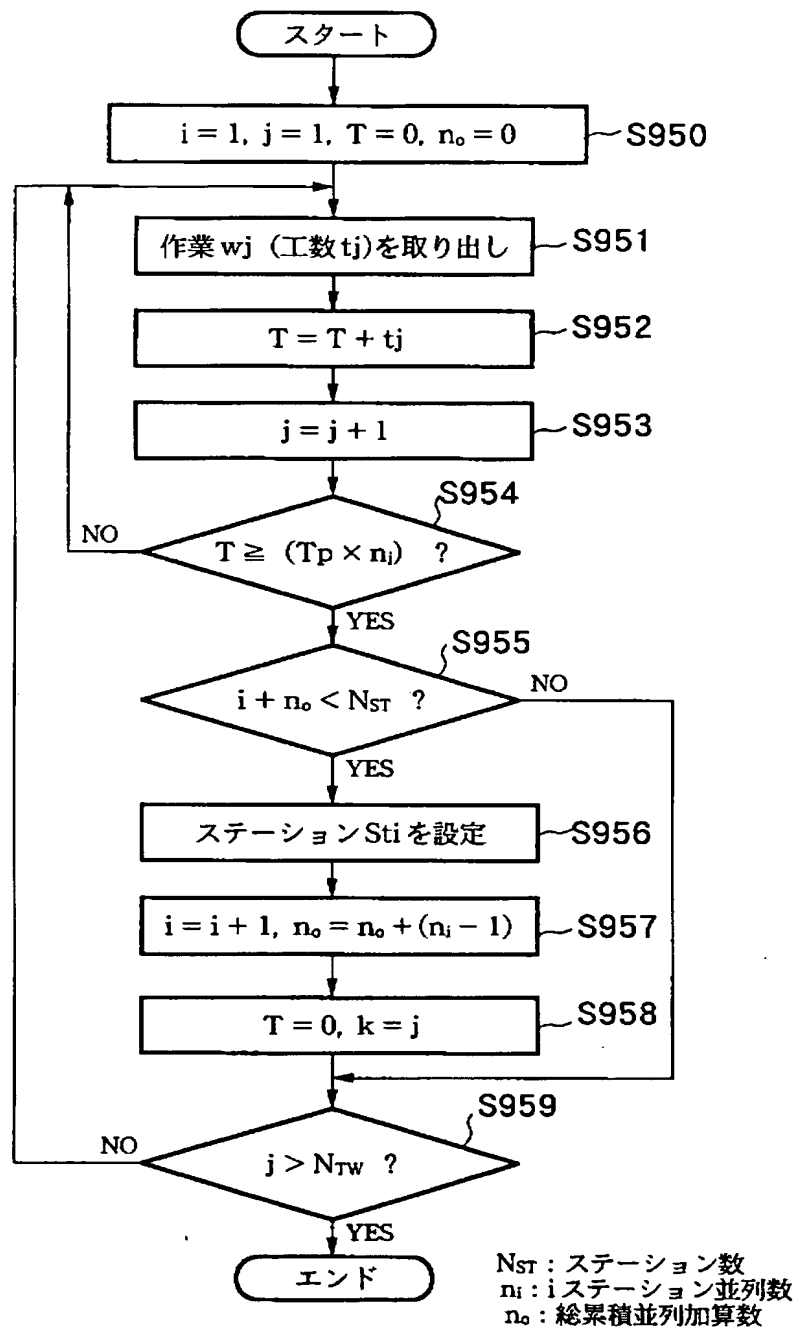 スタート
i = 1, j = 1, T = 0, nₒ = 0
S950
作業 wj (工数 tj)を取り出し
S951
T = T + tj
S952
j = j + 1
S953
S954
NO
T ≧ (Tp × nᵢ) ?
YES
S955
NO
i + nₒ < N_ST ?
YES
ステーション Sti を設定
S956
i = i + 1, nₒ = nₒ + (nᵢ − 1)
S957
T = 0, k = j
S958
S959
NO
j > N_TW ?
YES
エンド
N_ST : ステーション数
nᵢ : i ステーション並列数
nₒ : 総累積並列加算数